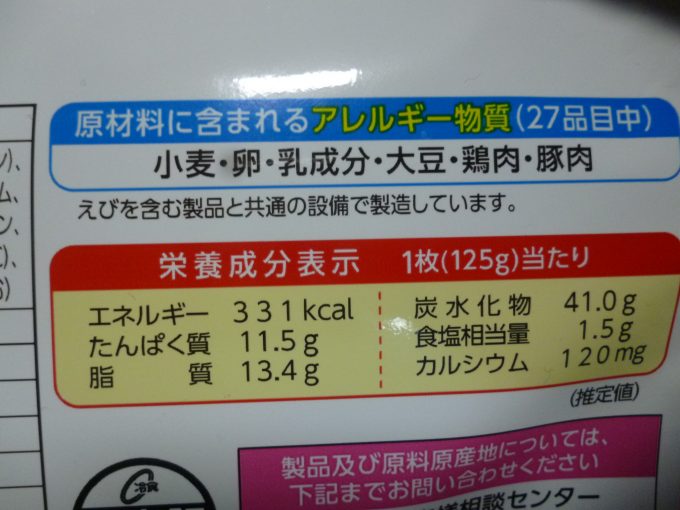 原材料に含まれるアレルギー物質(27品目中)
小麦・卵・乳成分・大豆・鶏肉・豚肉
えびを含む製品と共通の設備で製造しています。
栄養成分表示 1枚(125g)当たり
エネルギー 331kcal
たんぱく質 11.5g
脂質 13.4g
炭水化物 41.0g
食塩相当量 1.5g
カルシウム 120mg
(推定値)
製品及び原料原産地については、
下記までお問い合わせください
相談センター